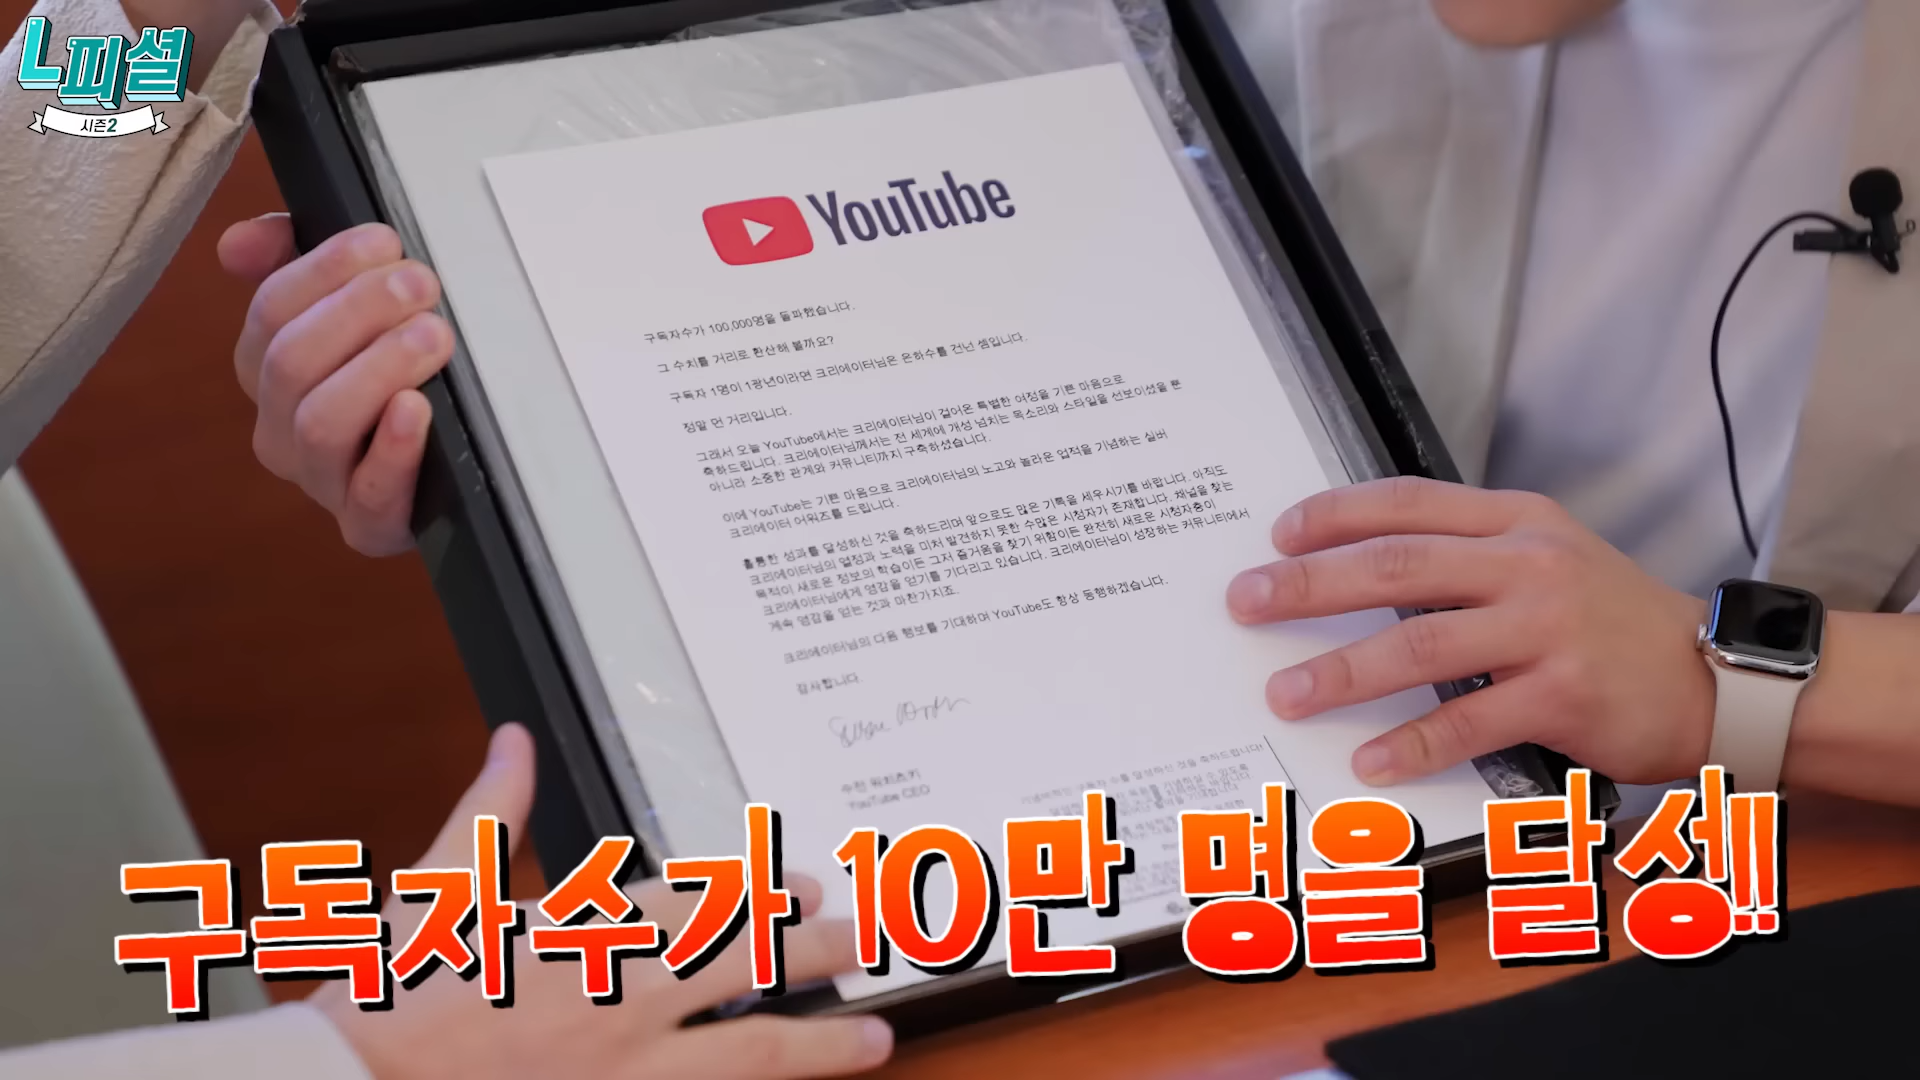 L피셜
시즌2
YouTube
구독자수가 100,000명을 돌파했습니다.
그 수치를 거리로 환산해 볼까요?
구독자 1명이 1광년이라면 크리에이터님은 은하수를 건넌 셈입니다.
정말 먼 거리입니다.
그래서 오늘 YouTube에서는 크리에이터님이 걸어온 특별한 여정을 기쁜 마음으로
축하드립니다. 크리에이터님께서는 전 세계에 개성 넘치는 목소리와 스타일을 선보이셨을 뿐
아니라 소중한 관계와 커뮤니티까지 구축하셨습니다.
이에 YouTube는 기쁜 마음으로 크리에이터님의 노고와 놀라운 업적을 기념하는 실버
크리에이터 어워즈를 드립니다.
훌륭한 성과를 달성하신 것을 축하드리며 앞으로도 많은 기록을 세우시기를 바랍니다. 아직도
크리에이터님의 열정과 노력을 미처 발견하지 못한 수많은 시청자가 존재합니다. 채널을 찾는
목적이 새로운 정보의 학습이든 그저 즐거움을 찾기 위함이든 완전히 새로운 시청자층이
크리에이터님에게 영감을 얻기를 기다리고 있습니다. 크리에이터님이 성장하는 커뮤니티에서
계속 영감을 얻는 것과 마찬가지죠.
크리에이터님의 다음 행보를 기대하며 YouTube도 항상 동행하겠습니다.
감사합니다.
수잔 워치츠키
YouTube CEO
구독자수가 10만 명을 달성!!